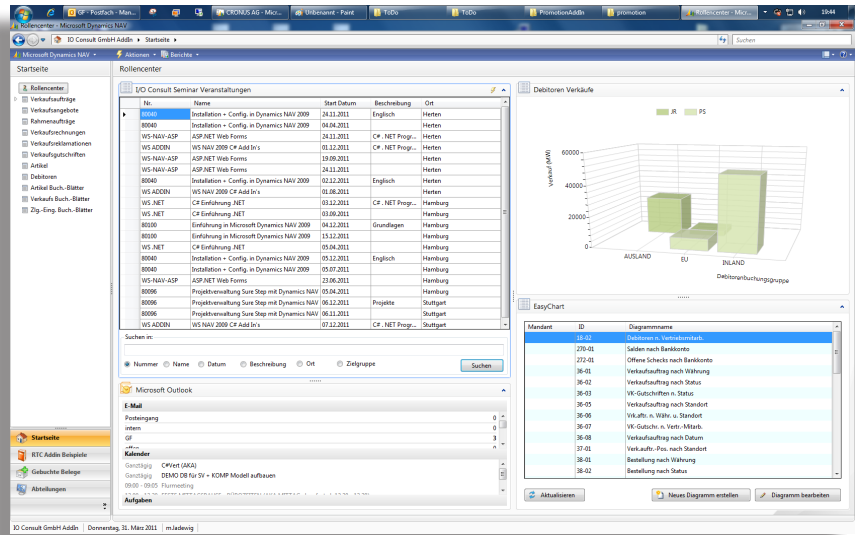 GF - Postfach - Man...
CRONUS AG - Micr...
Unbenannt - Paint
ToDo
ToDo
PromotionAddIn
promotion
Rollencenter - Micr...
19:44
Rollencenter - Microsoft Dynamics NAV
IO Consult GmbH AddIn
Startseite
Suchen
Microsoft Dynamics NAV
Aktionen
Berichte
Startseite
Rollencenter
Rollencenter
Verkaufsaufträge
Verkaufsangebote
Rahmenaufträge
Verkaufsrechnungen
Verkaufsreklamationen
Verkaufsgutschriften
Artikel
Debitoren
Artikel Buch.-Blätter
Verkaufs Buch.-Blätter
Zlg.-Eing. Buch.-Blätter
I/O Consult Seminar Veranstaltungen
Nr. Name Start Datum Beschreibung Ort
80040 Installation + Config. in Dynamics NAV 2009 24.11.2011 Englisch Herten
80040 Installation + Config. in Dynamics NAV 2009 04.04.2011 Herten
WS-NAV-ASP ASP.NET Web Forms 24.11.2011 C# . NET Progr... Herten
WS ADDIN WS NAV 2009 C# Add In's 01.12.2011 C# . NET Progr... Herten
WS-NAV-ASP ASP.NET Web Forms 19.09.2011 Herten
WS-NAV-ASP ASP.NET Web Forms 24.11.2011 Herten
80040 Installation + Config. in Dynamics NAV 2009 02.12.2011 Englisch Herten
WS ADDIN WS NAV 2009 C# Add In's 01.08.2011 Herten
WS .NET C# Einführung .NET 03.12.2011 C# . NET Progr... Hamburg
WS .NET C# Einführung .NET 03.09.2011 Hamburg
80100 Einführung in Microsoft Dynamics NAV 2009 04.12.2011 Grundlagen Hamburg
80100 Einführung in Microsoft Dynamics NAV 2009 15.12.2011 Hamburg
WS .NET C# Einführung .NET 05.04.2011 Hamburg
80040 Installation + Config. in Dynamics NAV 2009 05.12.2011 Englisch Hamburg
80040 Installation + Config. in Dynamics NAV 2009 05.07.2011 Hamburg
WS-NAV-ASP ASP.NET Web Forms 23.06.2011 Hamburg
80096 Projektverwaltung Sure Step mit Dynamics NAV 05.04.2011 Hamburg
80096 Projektverwaltung Sure Step mit Dynamics NAV 06.12.2011 Projekte Stuttgart
80096 Projektverwaltung Sure Step mit Dynamics NAV 06.11.2011 Stuttgart
WS ADDIN WS NAV 2009 C# Add In's 07.12.2011 C# . NET Progr... Stuttgart
Suchen in:
Nummer Name Datum Beschreibung Ort Zielgruppe
Suchen
Microsoft Outlook
E-Mail
Posteingang 0
intern 0
GF 3
Kalender
Ganztägig C#Vert (AKA)
Ganztägig DEMO DB für SV + KOMP Modell aufbauen
09:00 - 09:05 Flurmeeting
Aufgaben
Debitoren Verkäufe
JR PS
Verkauf (MW)
60000
40000
20000
0
AUSLAND EU INLAND
Debitorenbuchungsgruppe
EasyChart
Mandant ID Diagrammname
18-02 Debitoren n. Vertriebsmitarb.
270-01 Salden nach Bankkonto
272-01 Offene Schecks nach Bankkonto
36-01 Verkaufsauftrag nach Währung
36-02 Verkaufsauftrag nach Status
36-03 VK-Gutschriften n. Status
36-05 Verkaufsauftrag nach Standort
36-06 Vrk.aftr. n. Währ. u. Standort
36-07 VK-Gutschr. n. Vertr.-Mitarb.
36-08 Verkaufsauftrag nach Datum
37-01 Verk.auftr.-Pos. nach Standort
38-01 Bestellung nach Währung
38-02 Bestellung nach Status
Aktualisieren
Neues Diagramm erstellen
Diagramm bearbeiten
Startseite
RTC Addin Beispiele
Gebuchte Belege
Abteilungen
IO Consult GmbH AddIn
Donnerstag, 31. März 2011
m.ladewig